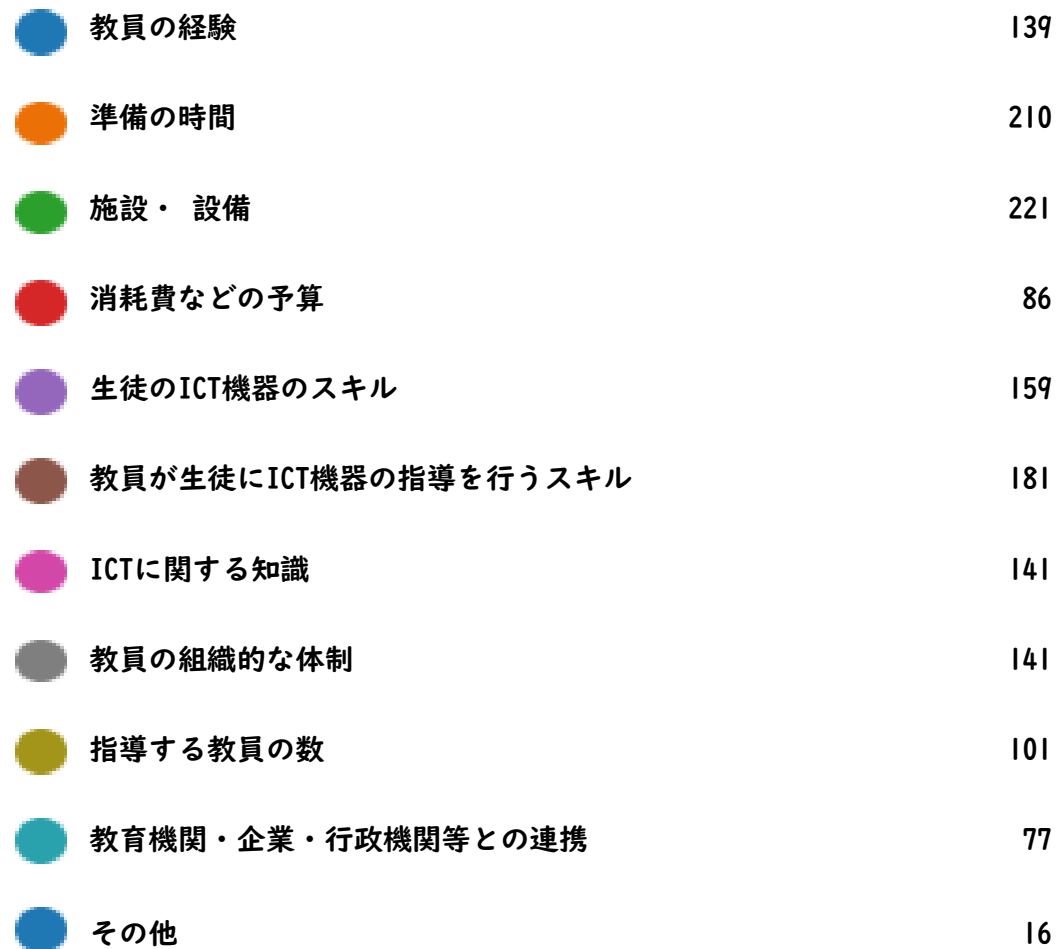 教員の経験 139
準備の時間 210
施設・ 設備 221
消耗費などの予算 86
生徒のICT機器のスキル 159
教員が生徒にICT機器の指導を行うスキル 181
ICTに関する知識 141
教員の組織的な体制 141
指導する教員の数 101
教育機関・企業・行政機関等との連携 77
その他 16